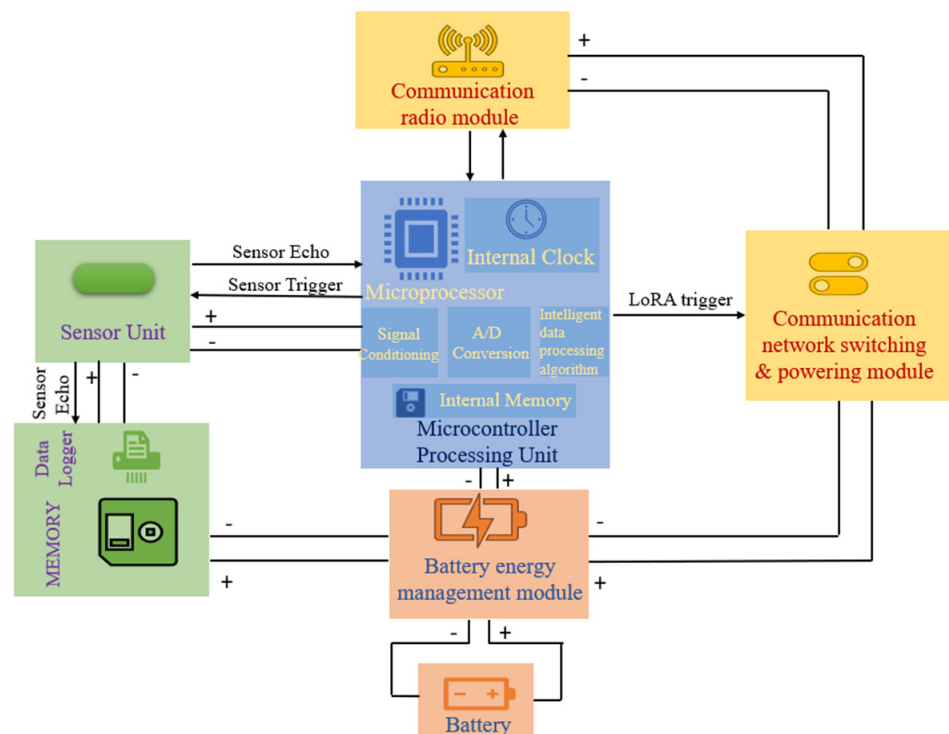 Communication
radio module
+
-
Internal Clock
Microprocessor
Signal
Conditioning
A/D
Conversion
Intelligent
data
processing
algorithm
Internal Memory
Microcontroller
Processing Unit
Sensor Echo
Sensor Trigger
+
-
Sensor Unit
Sensor
Echo
+
-
Data
Logger
MEMORY
LoRA trigger
Communication
network switching
& powering module
-
+
-
+
-
+
Battery energy
management module
-
+
- +
Battery